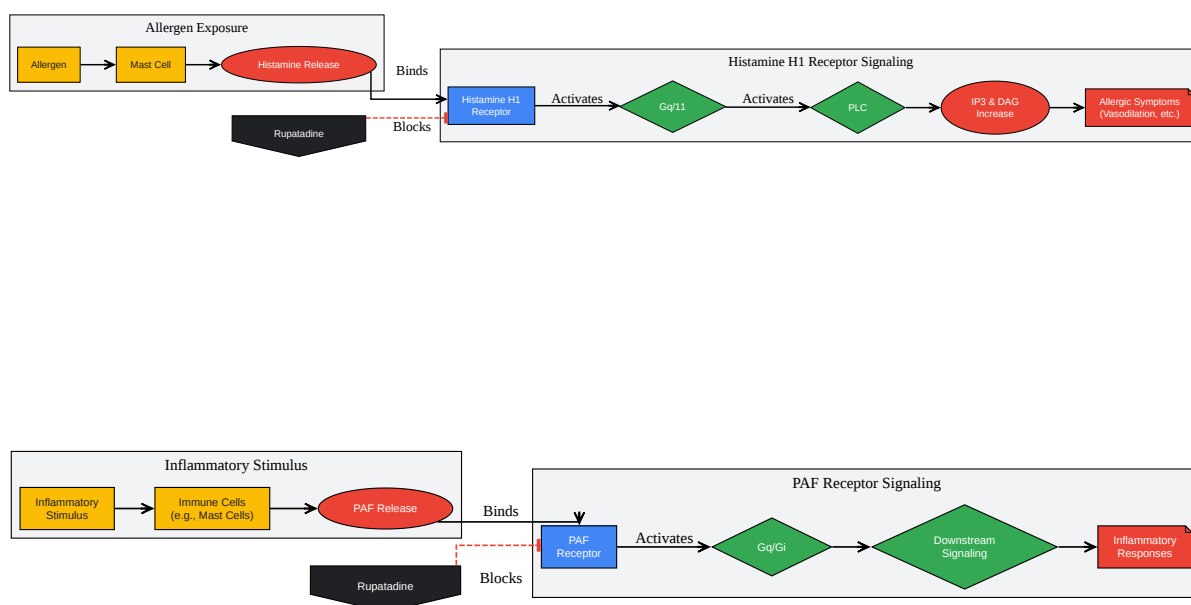 Allergen Exposure
Allergen
Mast Cell
Histamine Release
Binds
Rupatadine
Blocks
Histamine H1 Receptor Signaling
Histamine H1
Receptor
Activates
Gq/11
Activates
PLC
IP3 & DAG
Increase
Allergic Symptoms
(Vasodilation, etc.)
Inflammatory Stimulus
Inflammatory
Stimulus
Immune Cells
(e.g., Mast Cells)
PAF Release
Binds
Rupatadine
Blocks
PAF Receptor Signaling
PAF
Receptor
Activates
Gq/Gi
Downstream
Signaling
Inflammatory
Responses